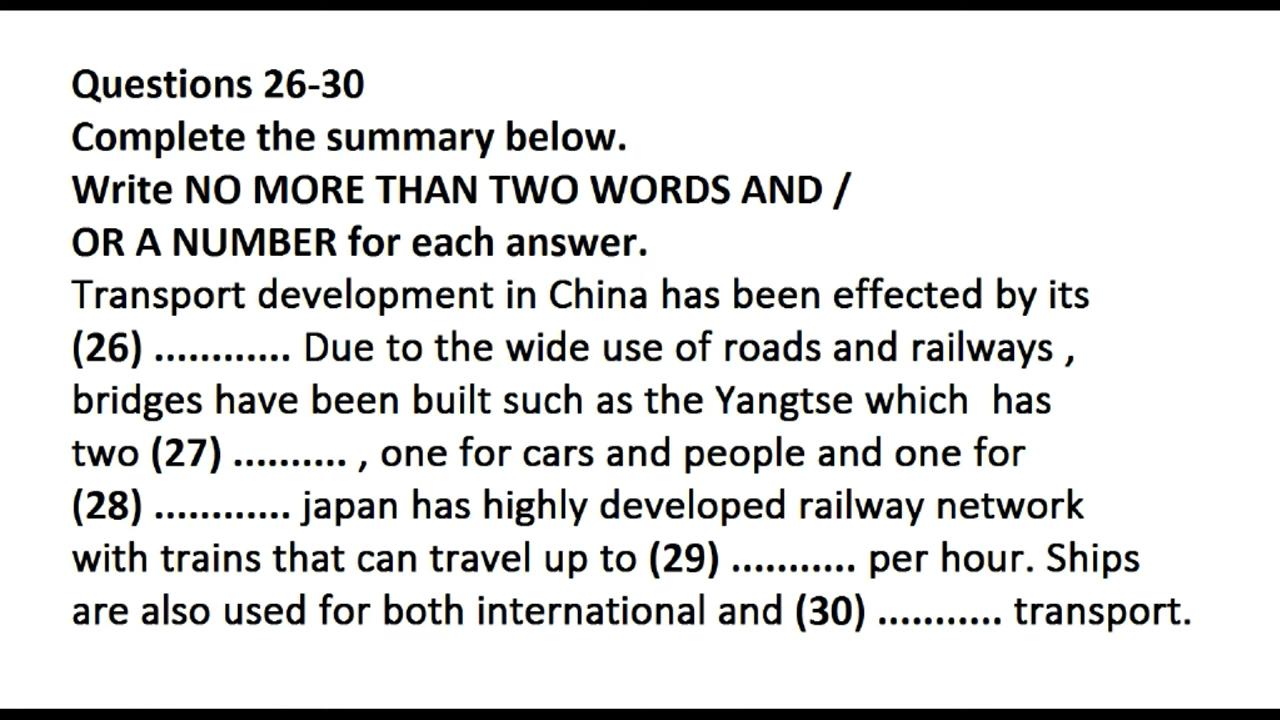 Questions 26-30
Complete the summary below.
Write NO MORE THAN TWO WORDS AND /
OR A NUMBER for each answer.
Transport development in China has been effected by its
(26) ............. Due to the wide use of roads and railways ,
bridges have been built such as the Yangtse which  has
two (27) .......... , one for cars and people and one for
(28) ............. japan has highly developed railway network
with trains that can travel up to (29) ........... per hour. Ships
are also used for both international and (30) ........... transport.